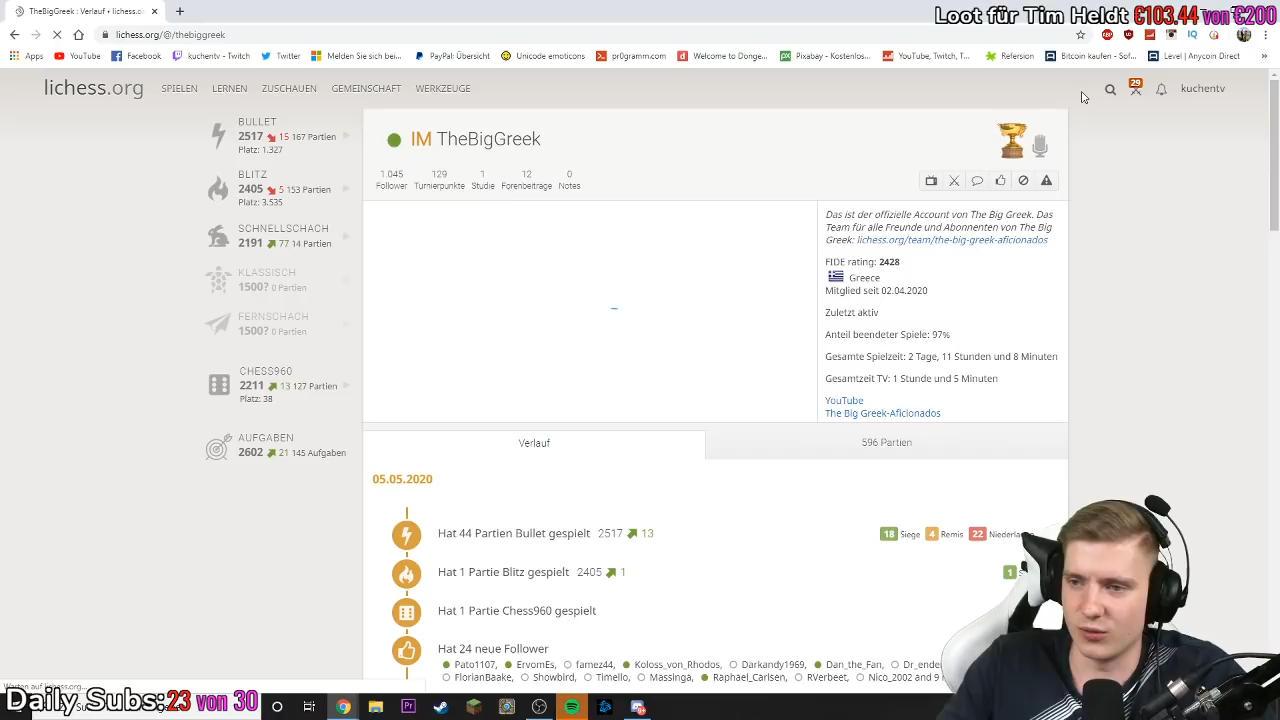 TheBigGreek : Verlauf • lichess.o
Loot für Tim Heldt €103.44 von €200
lichess.org/@/thebiggreek
Apps YouTube Facebook kuchentv - Twitch Twitter Melden Sie sich bei... PayPal Übersicht Unicode emoticons pr0gramm.com Welcome to Donge... Pixabay - Kostenlos... YouTube, Twitch, T... Refersion Bitcoin kaufen - Sof... Level | Anycoin Direct »
lichess.org SPIELEN LERNEN ZUSCHAUEN GEMEINSCHAFT WERKZEUGE 29 kuchentv
BULLET
2517 15 167 Partien
Platz: 1.327
BLITZ
2405 5 153 Partien
Platz: 3.535
SCHNELLSCHACH
2191 77 14 Partien
KLASSISCH
1500? 0 Partien
FERNSCHACH
1500? 0 Partien
CHESS960
2211 13 127 Partien
Platz: 38
AUFGABEN
2602 21 145 Aufgaben
IM TheBigGreek
1.045 129 1 12 0
Follower Turnierpunkte Studie Forenbeiträge Notes
Das ist der offizielle Account von The Big Greek. Das
Team für alle Freunde und Abonnenten von The Big
Greek: lichess.org/team/the-big-greek-aficionados
FIDE rating: 2428
Greece
Mitglied seit 02.04.2020
Zuletzt aktiv
Anteil beendeter Spiele: 97%
Gesamte Spielzeit: 2 Tage, 11 Stunden und 8 Minuten
Gesamtzeit TV: 1 Stunde und 5 Minuten
YouTube
The Big Greek-Aficionados
Verlauf 596 Partien
05.05.2020
Hat 44 Partien Bullet gespielt 2517 13 18 Siege 4 Remis 22 Niederla
Hat 1 Partie Blitz gespielt 2405 1 1 S
Hat 1 Partie Chess960 gespielt
Hat 24 neue Follower
Pato1107, ErvomEs, famez44, Koloss_von_Rhodos, Darkandy1969, Dan_the_Fan, Dr_ende
FlorianBaake, Showbird, Timello, Massinga, Raphael_Carlsen, RVerbeet, Nico_2002 and 9
Warten auf lichess.org...
Daily Subs: 23 von 30